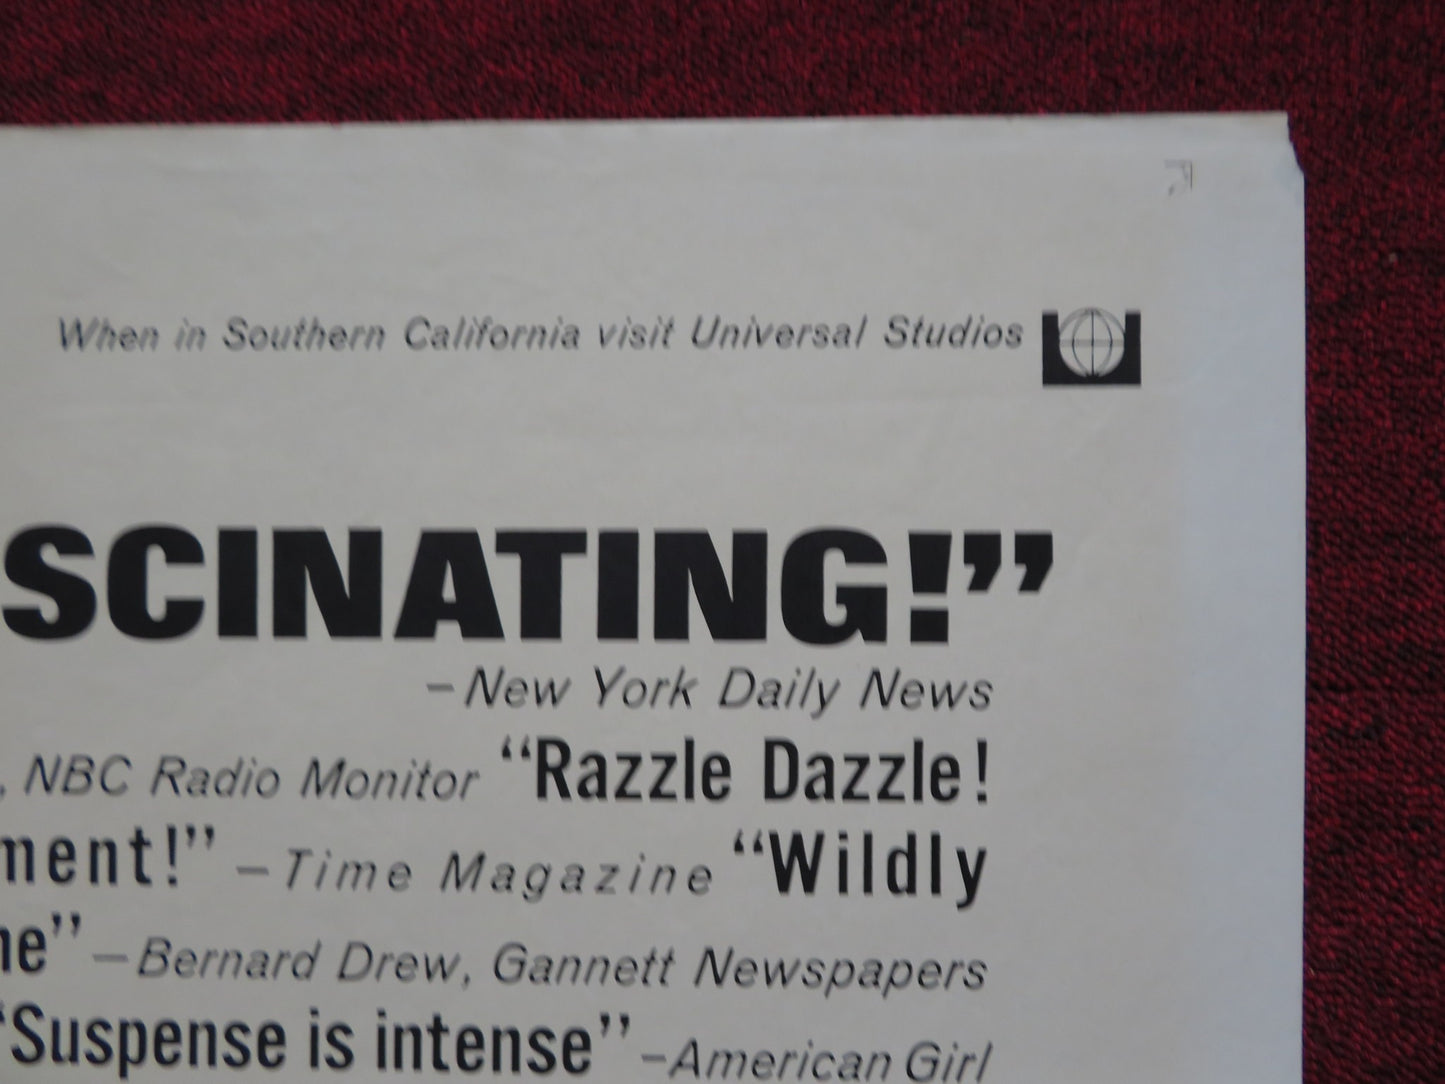 When in Southern California visit Universal Studios
SCINATING!”
–New York Daily News
, NBC Radio Monitor “Razzle Dazzle!
ment!” –Time Magazine “Wildly
ne” –Bernard Drew, Gannett Newspapers
“Suspense is intense” –American Girl